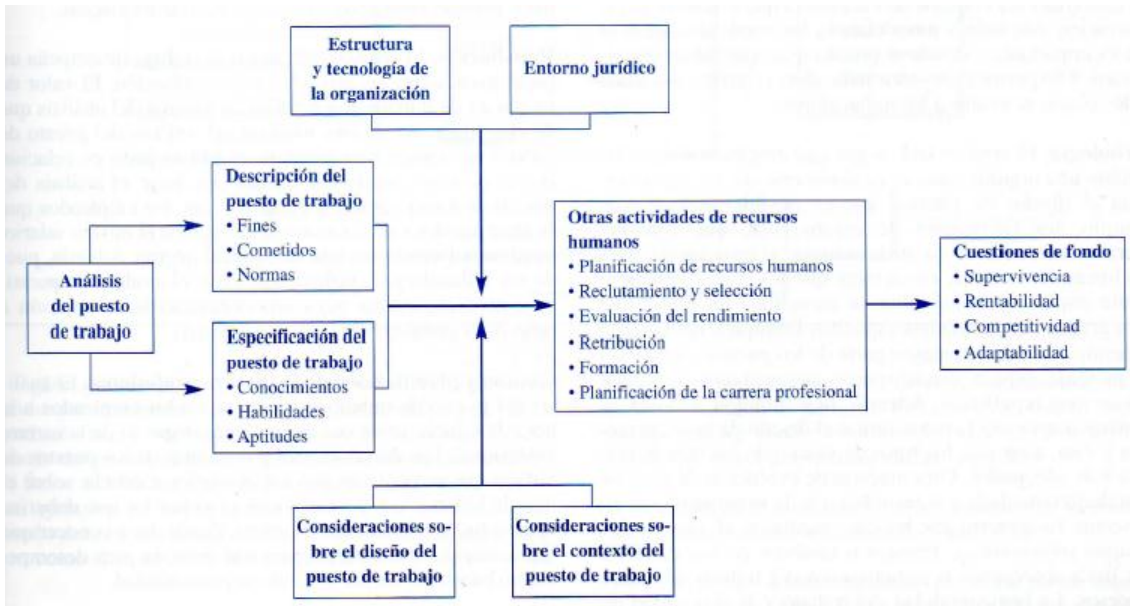 Estructura
y tecnología de
la organización
Entorno jurídico
Descripción del
puesto de trabajo
• Fines
• Cometidos
• Normas
Análisis
del puesto
de trabajo
Especificación del
puesto de trabajo
• Conocimientos
• Habilidades
• Aptitudes
Otras actividades de recursos
humanos
• Planificación de recursos humanos
• Reclutamiento y selección
• Evaluación del rendimiento
• Retribución
• Formación
• Planificación de la carrera profesional
Cuestiones de fondo
• Supervivencia
• Rentabilidad
• Competitividad
• Adaptabilidad
Consideraciones so-
bre el diseño del
puesto de trabajo
Consideraciones so-
bre el contexto del
puesto de trabajo